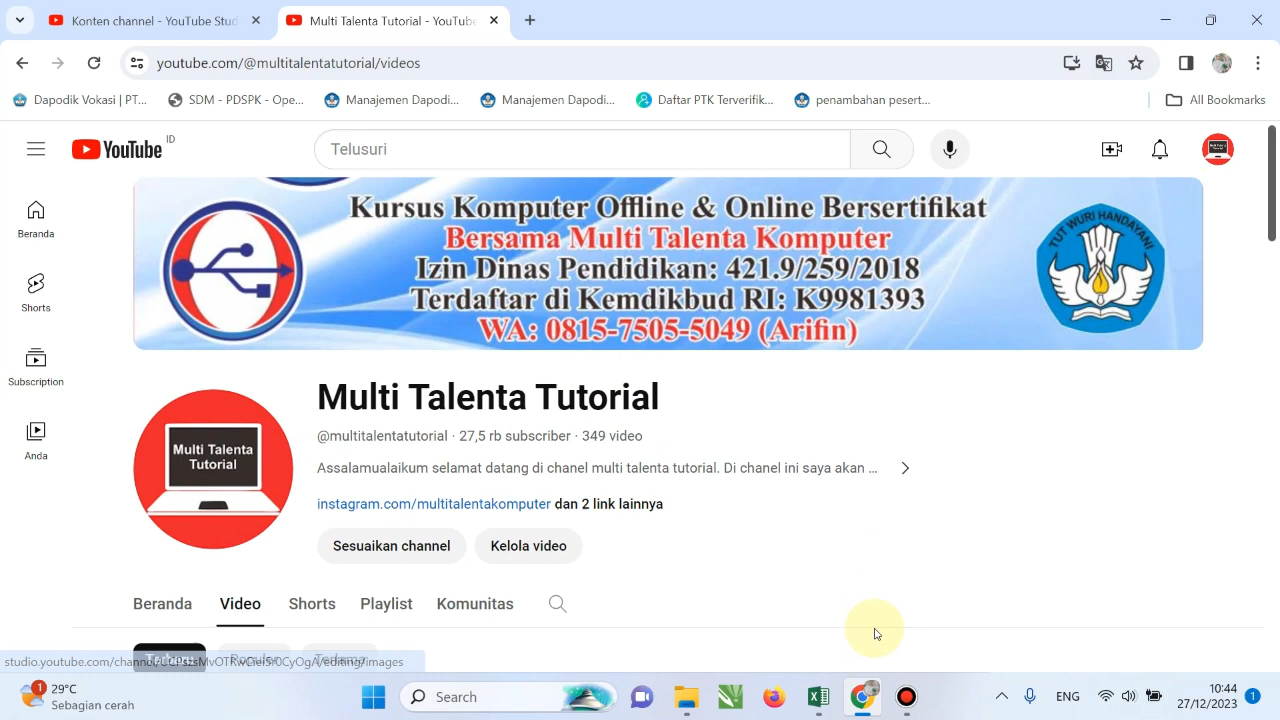 Konten channel - YouTube Stud
Multi Talenta Tutorial - YouTube
youtube.com/@multitalentatutorial/videos
Dapodik Vokasi | PT...
SDM - PDSPK - Ope...
Manajemen Dapodi...
Manajemen Dapodi...
Daftar PTK Terverifik...
penambahan pesert...
All Bookmarks
YouTube ID
Telusuri
Beranda
Shorts
Subscription
Anda
Kursus Komputer Offline & Online Bersertifikat
Bersama Multi Talenta Komputer
Izin Dinas Pendidikan: 421.9/259/2018
Terdaftar di Kemdikbud RI: K9981393
WA: 0815-7505-5049 (Arifin)
TUT WURI HANDAYANI
Multi Talenta
Tutorial
Multi Talenta Tutorial
@multitalentatutorial · 27,5 rb subscriber · 349 video
Assalamualaikum selamat datang di chanel multi talenta tutorial. Di chanel ini saya akan ...
instagram.com/multitalentakomputer dan 2 link lainnya
Sesuaikan channel
Kelola video
Beranda
Video
Shorts
Playlist
Komunitas
Terbaru
Populer
Terlama
1
29°C
Sebagian cerah
Search
ENG
10:44
27/12/2023
1